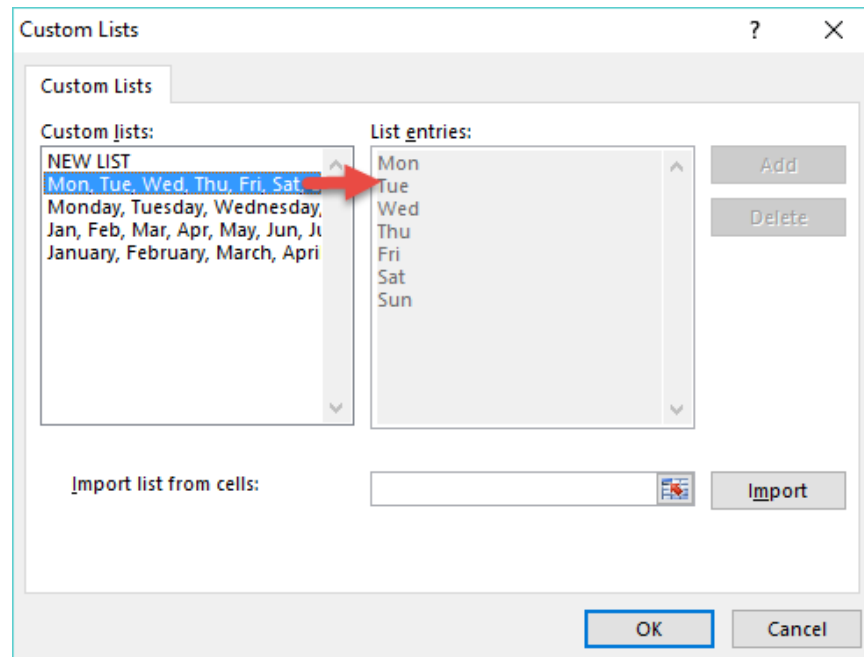 Custom Lists
?
Custom Lists
Custom lists:
NEW LIST
Mon, Tue, Wed, Thu, Fri, Sat,
Monday, Tuesday, Wednesday,
Jan, Feb, Mar, Apr, May, Jun, Ju
January, February, March, Apri
List entries:
Mon
Tue
Wed
Thu
Fri
Sat
Sun
Add
Delete
Import list from cells:
Import
OK
Cancel